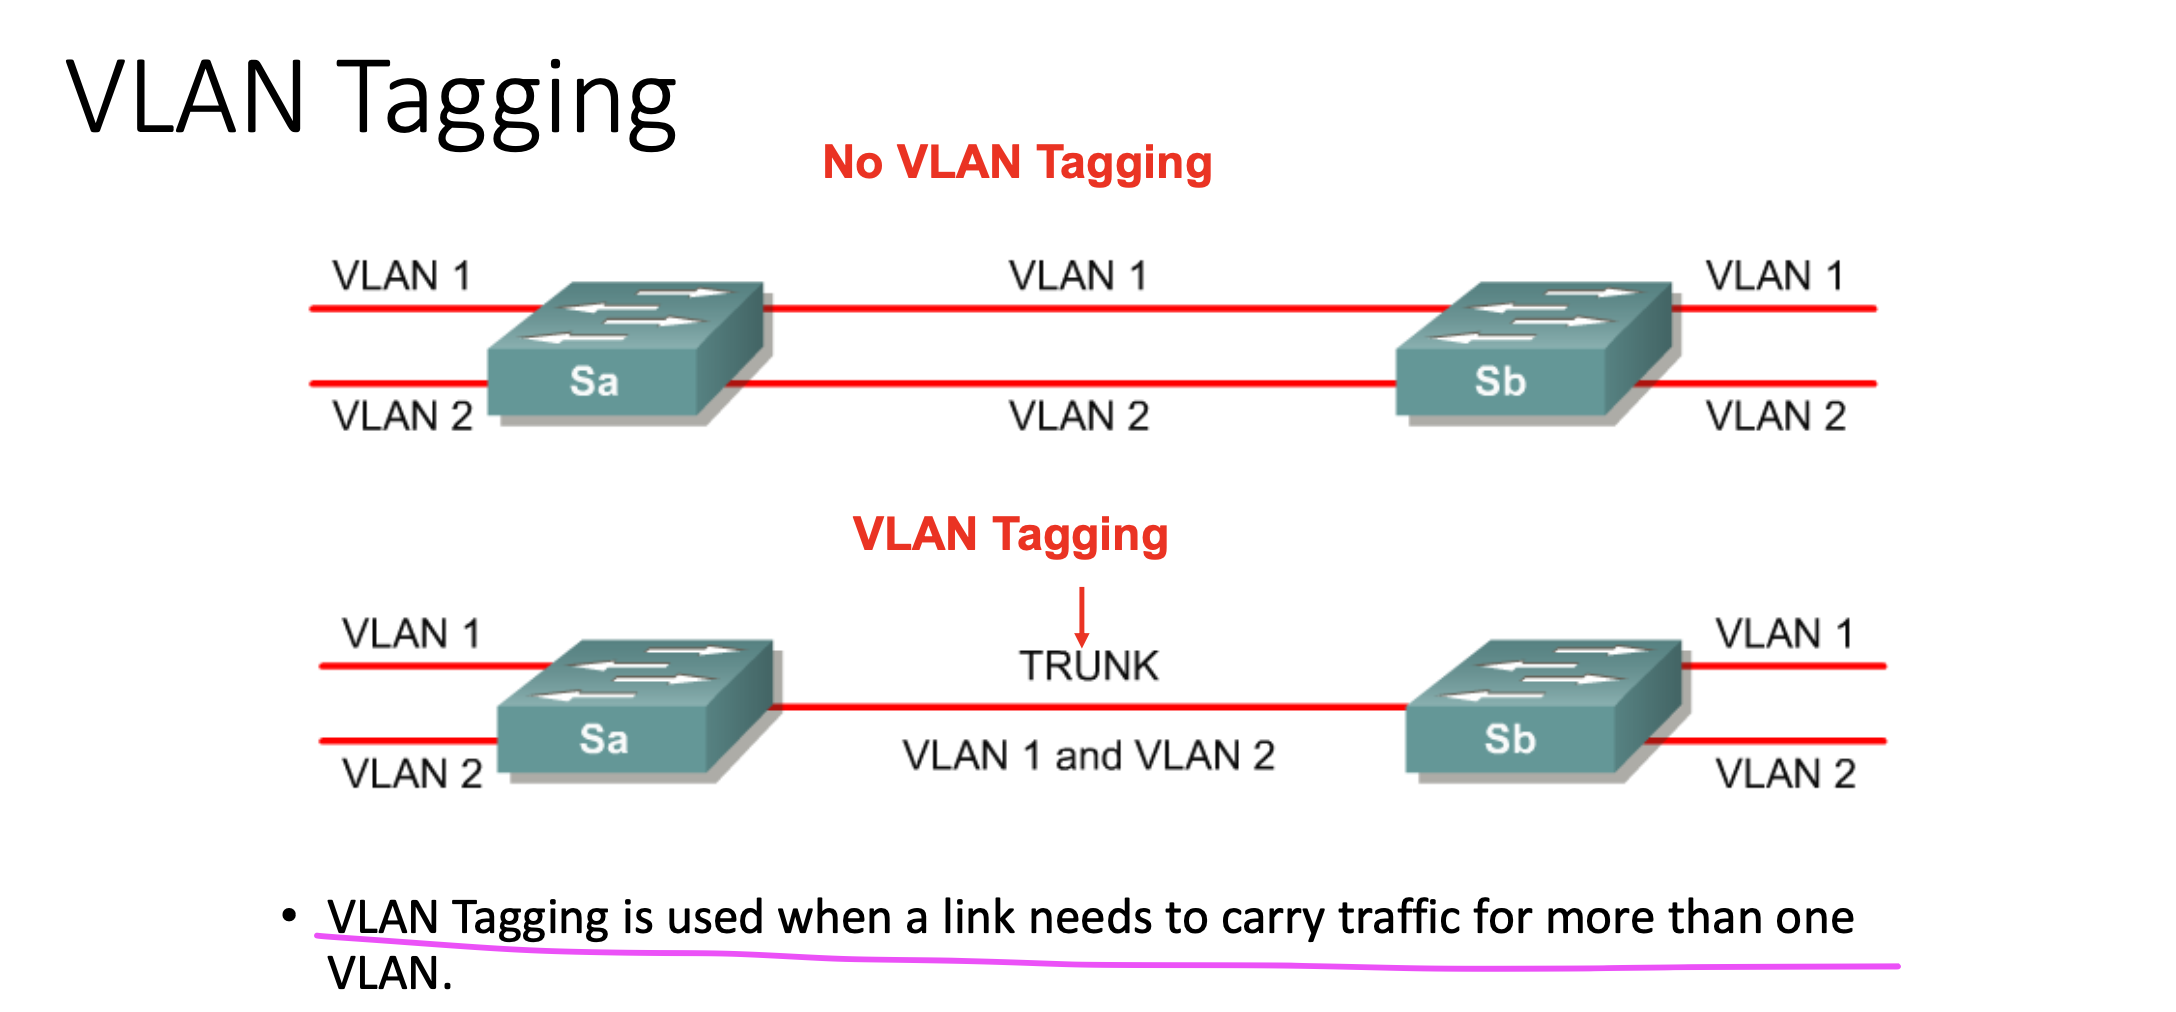 VLAN Tagging
No VLAN Tagging
VLAN 1
VLAN 1
VLAN 1
Sa
Sb
VLAN 2
VLAN 2
VLAN 2
VLAN Tagging
VLAN 1
TRUNK
VLAN 1
Sa
VLAN 1 and VLAN 2
Sb
VLAN 2
VLAN 2
• VLAN Tagging is used when a link needs to carry traffic for more than one
VLAN.